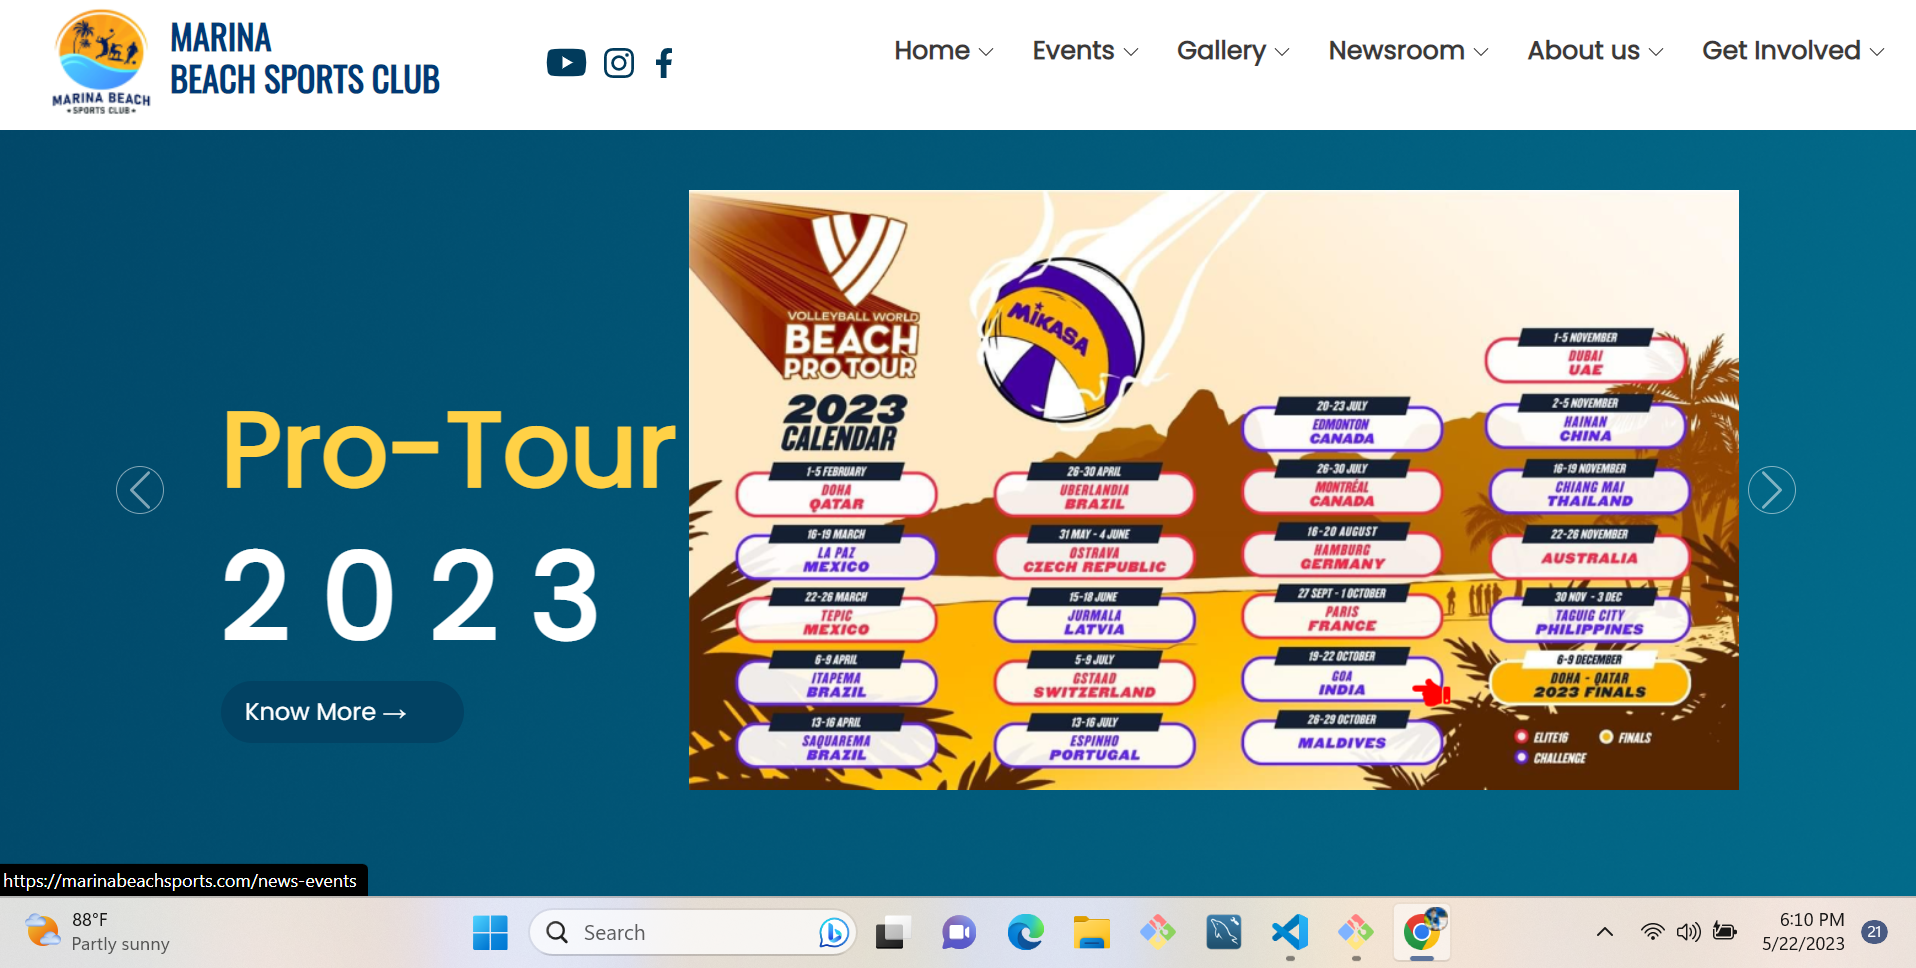 MARINA BEACH
SPORTS CLUB
MARINA
BEACH SPORTS CLUB
Home
Events
Gallery
Newsroom
About us
Get Involved
Pro-Tour
2023
Know More →
VOLLEYBALL WORLD
BEACH
PRO TOUR
2023
CALENDAR
MIKASA
1-5 FEBRUARY
DOHA
QATAR
16-19 MARCH
LA PAZ
MEXICO
22-26 MARCH
TEPIC
MEXICO
6-9 APRIL
ITAPEMA
BRAZIL
13-16 APRIL
SAQUAREMA
BRAZIL
26-30 APRIL
UBERLANDIA
BRAZIL
31 MAY - 4 JUNE
OSTRAVA
CZECH REPUBLIC
15-18 JUNE
JURMALA
LATVIA
5-9 JULY
GSTAAD
SWITZERLAND
13-16 JULY
ESPINHO
PORTUGAL
20-23 JULY
EDMONTON
CANADA
26-30 JULY
MONTRÉAL
CANADA
16-20 AUGUST
HAMBURG
GERMANY
27 SEPT - 1 OCTOBER
PARIS
FRANCE
19-22 OCTOBER
GOA
INDIA
26-29 OCTOBER
MALDIVES
1-5 NOVEMBER
DUBAI
UAE
2-5 NOVEMBER
HAINAN
CHINA
16-19 NOVEMBER
CHIANG MAI
THAILAND
22-26 NOVEMBER
AUSTRALIA
30 NOV - 3 DEC
TAGUIG CITY
PHILIPPINES
6-9 DECEMBER
DOHA - QATAR
2023 FINALS
ELITE16
FINALS
CHALLENGE
https://marinabeachsports.com/news-events
88°F
Partly sunny
Search
6:10 PM
5/22/2023
21